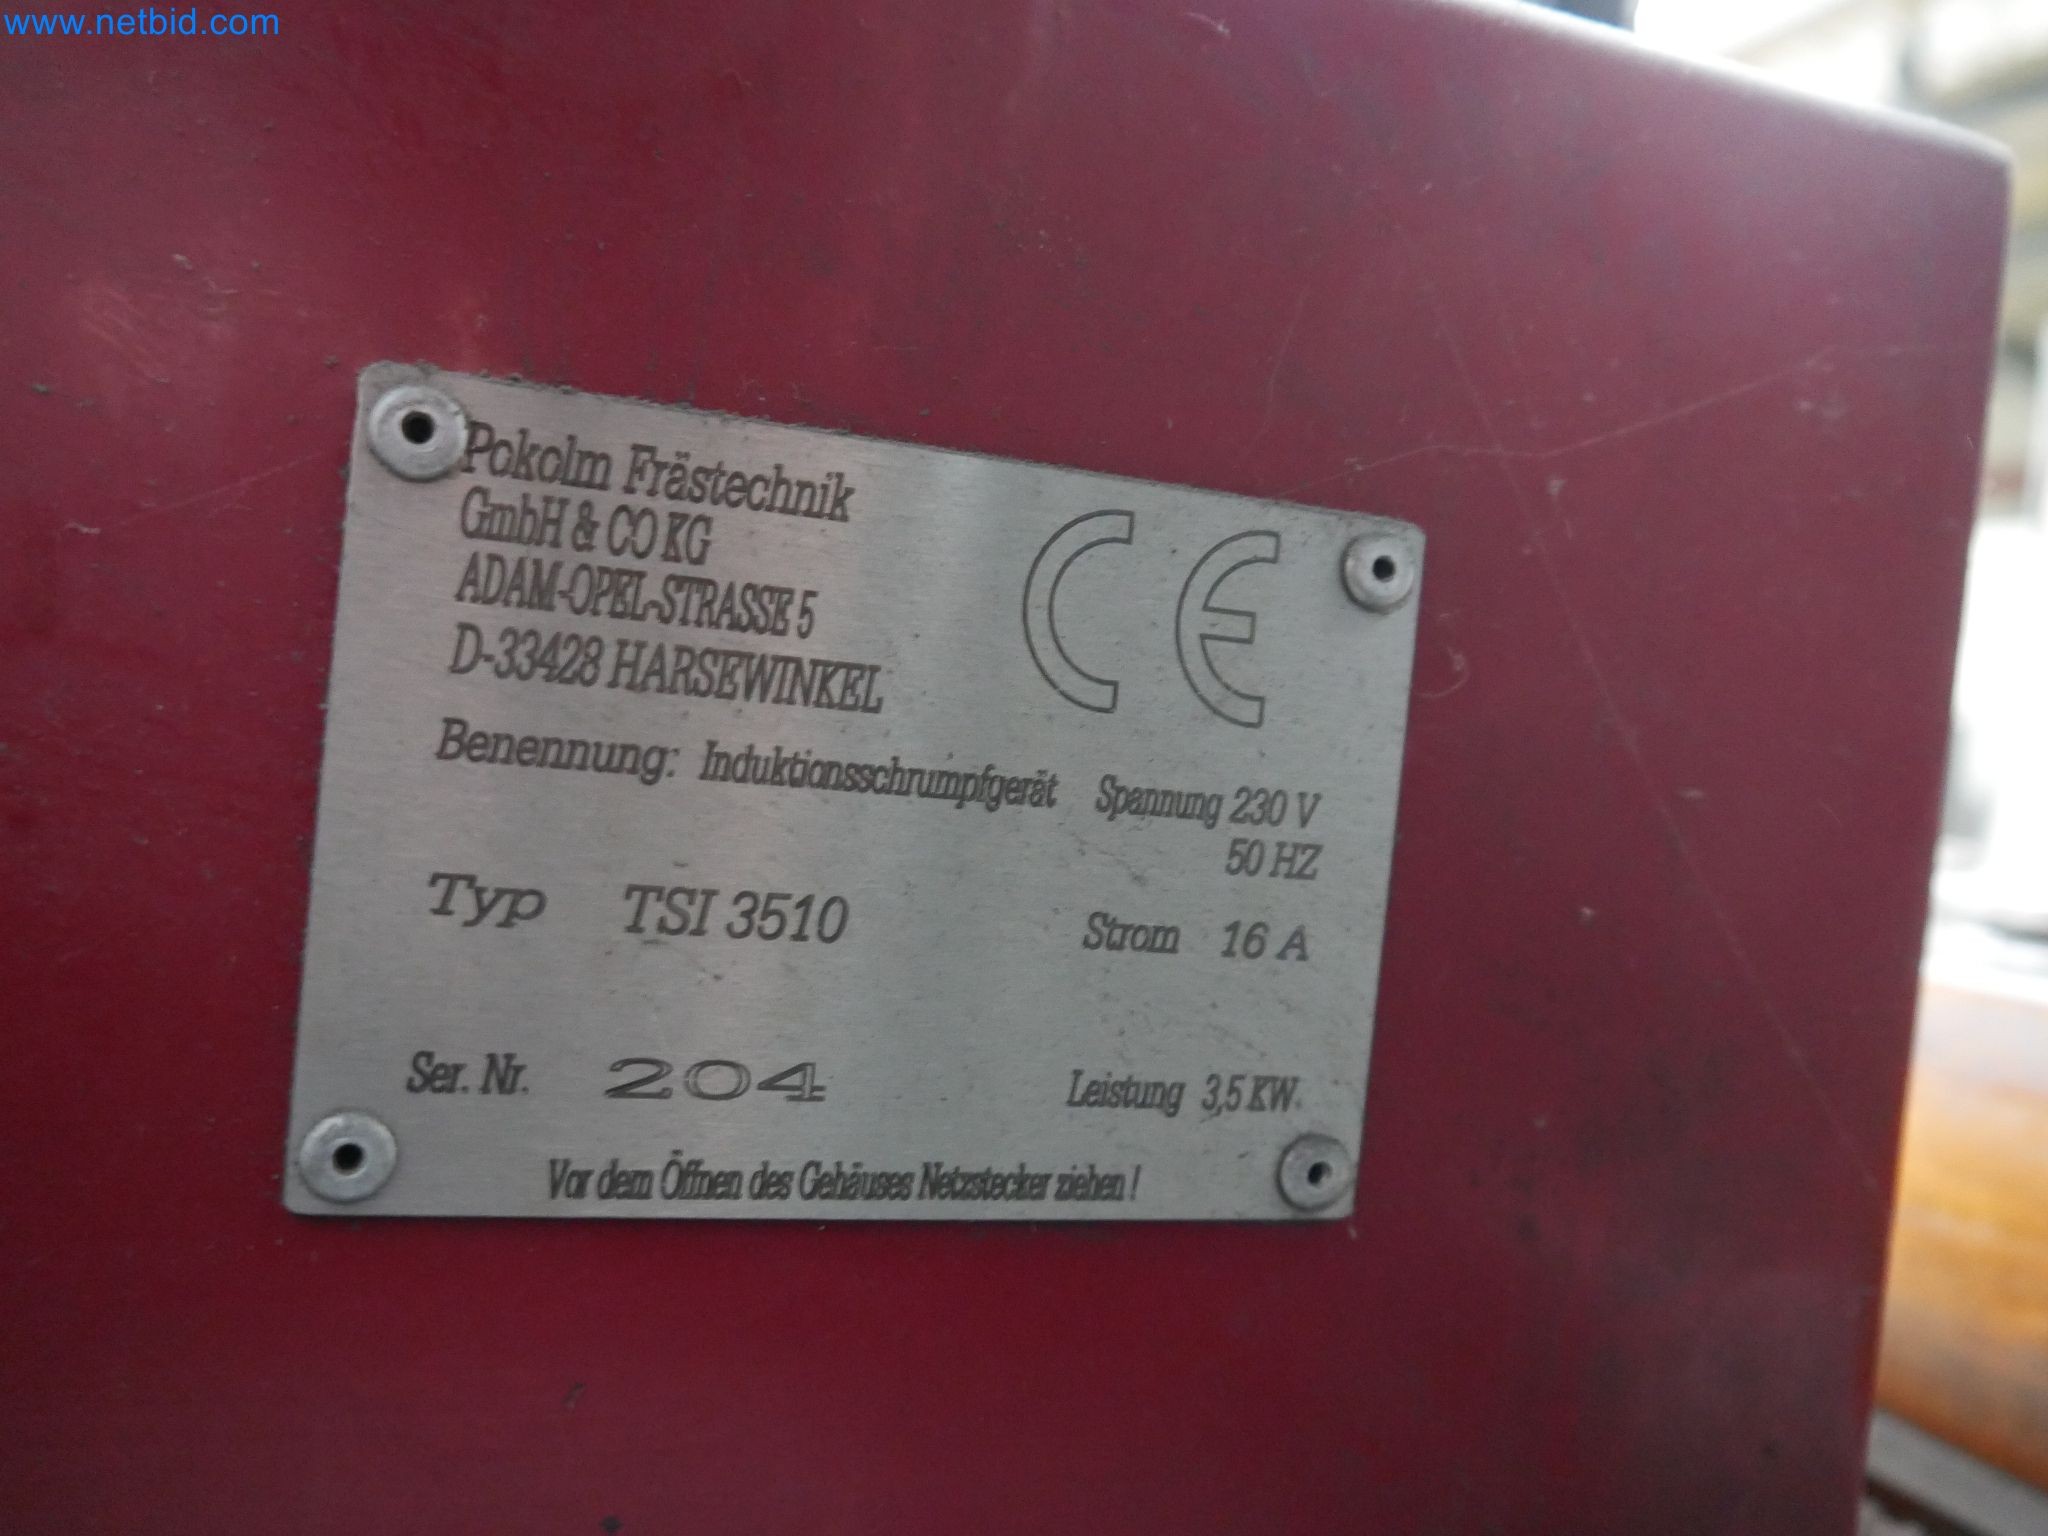 www.netbid.com
Pokolm Frästechnik
GmbH & CO KG
ADAM-OPEL-STRASSE 5
D-33428 HARSEWINKEL
CE
Benennung: Induktionsschrumpfgerät Spannung 230 V
50 HZ
Typ TSI 3510 Strom 16 A
Ser. Nr. 204 Leistung 3,5 KW.
Vor dem Öffnen des Gehäuses Netzstecker ziehen !